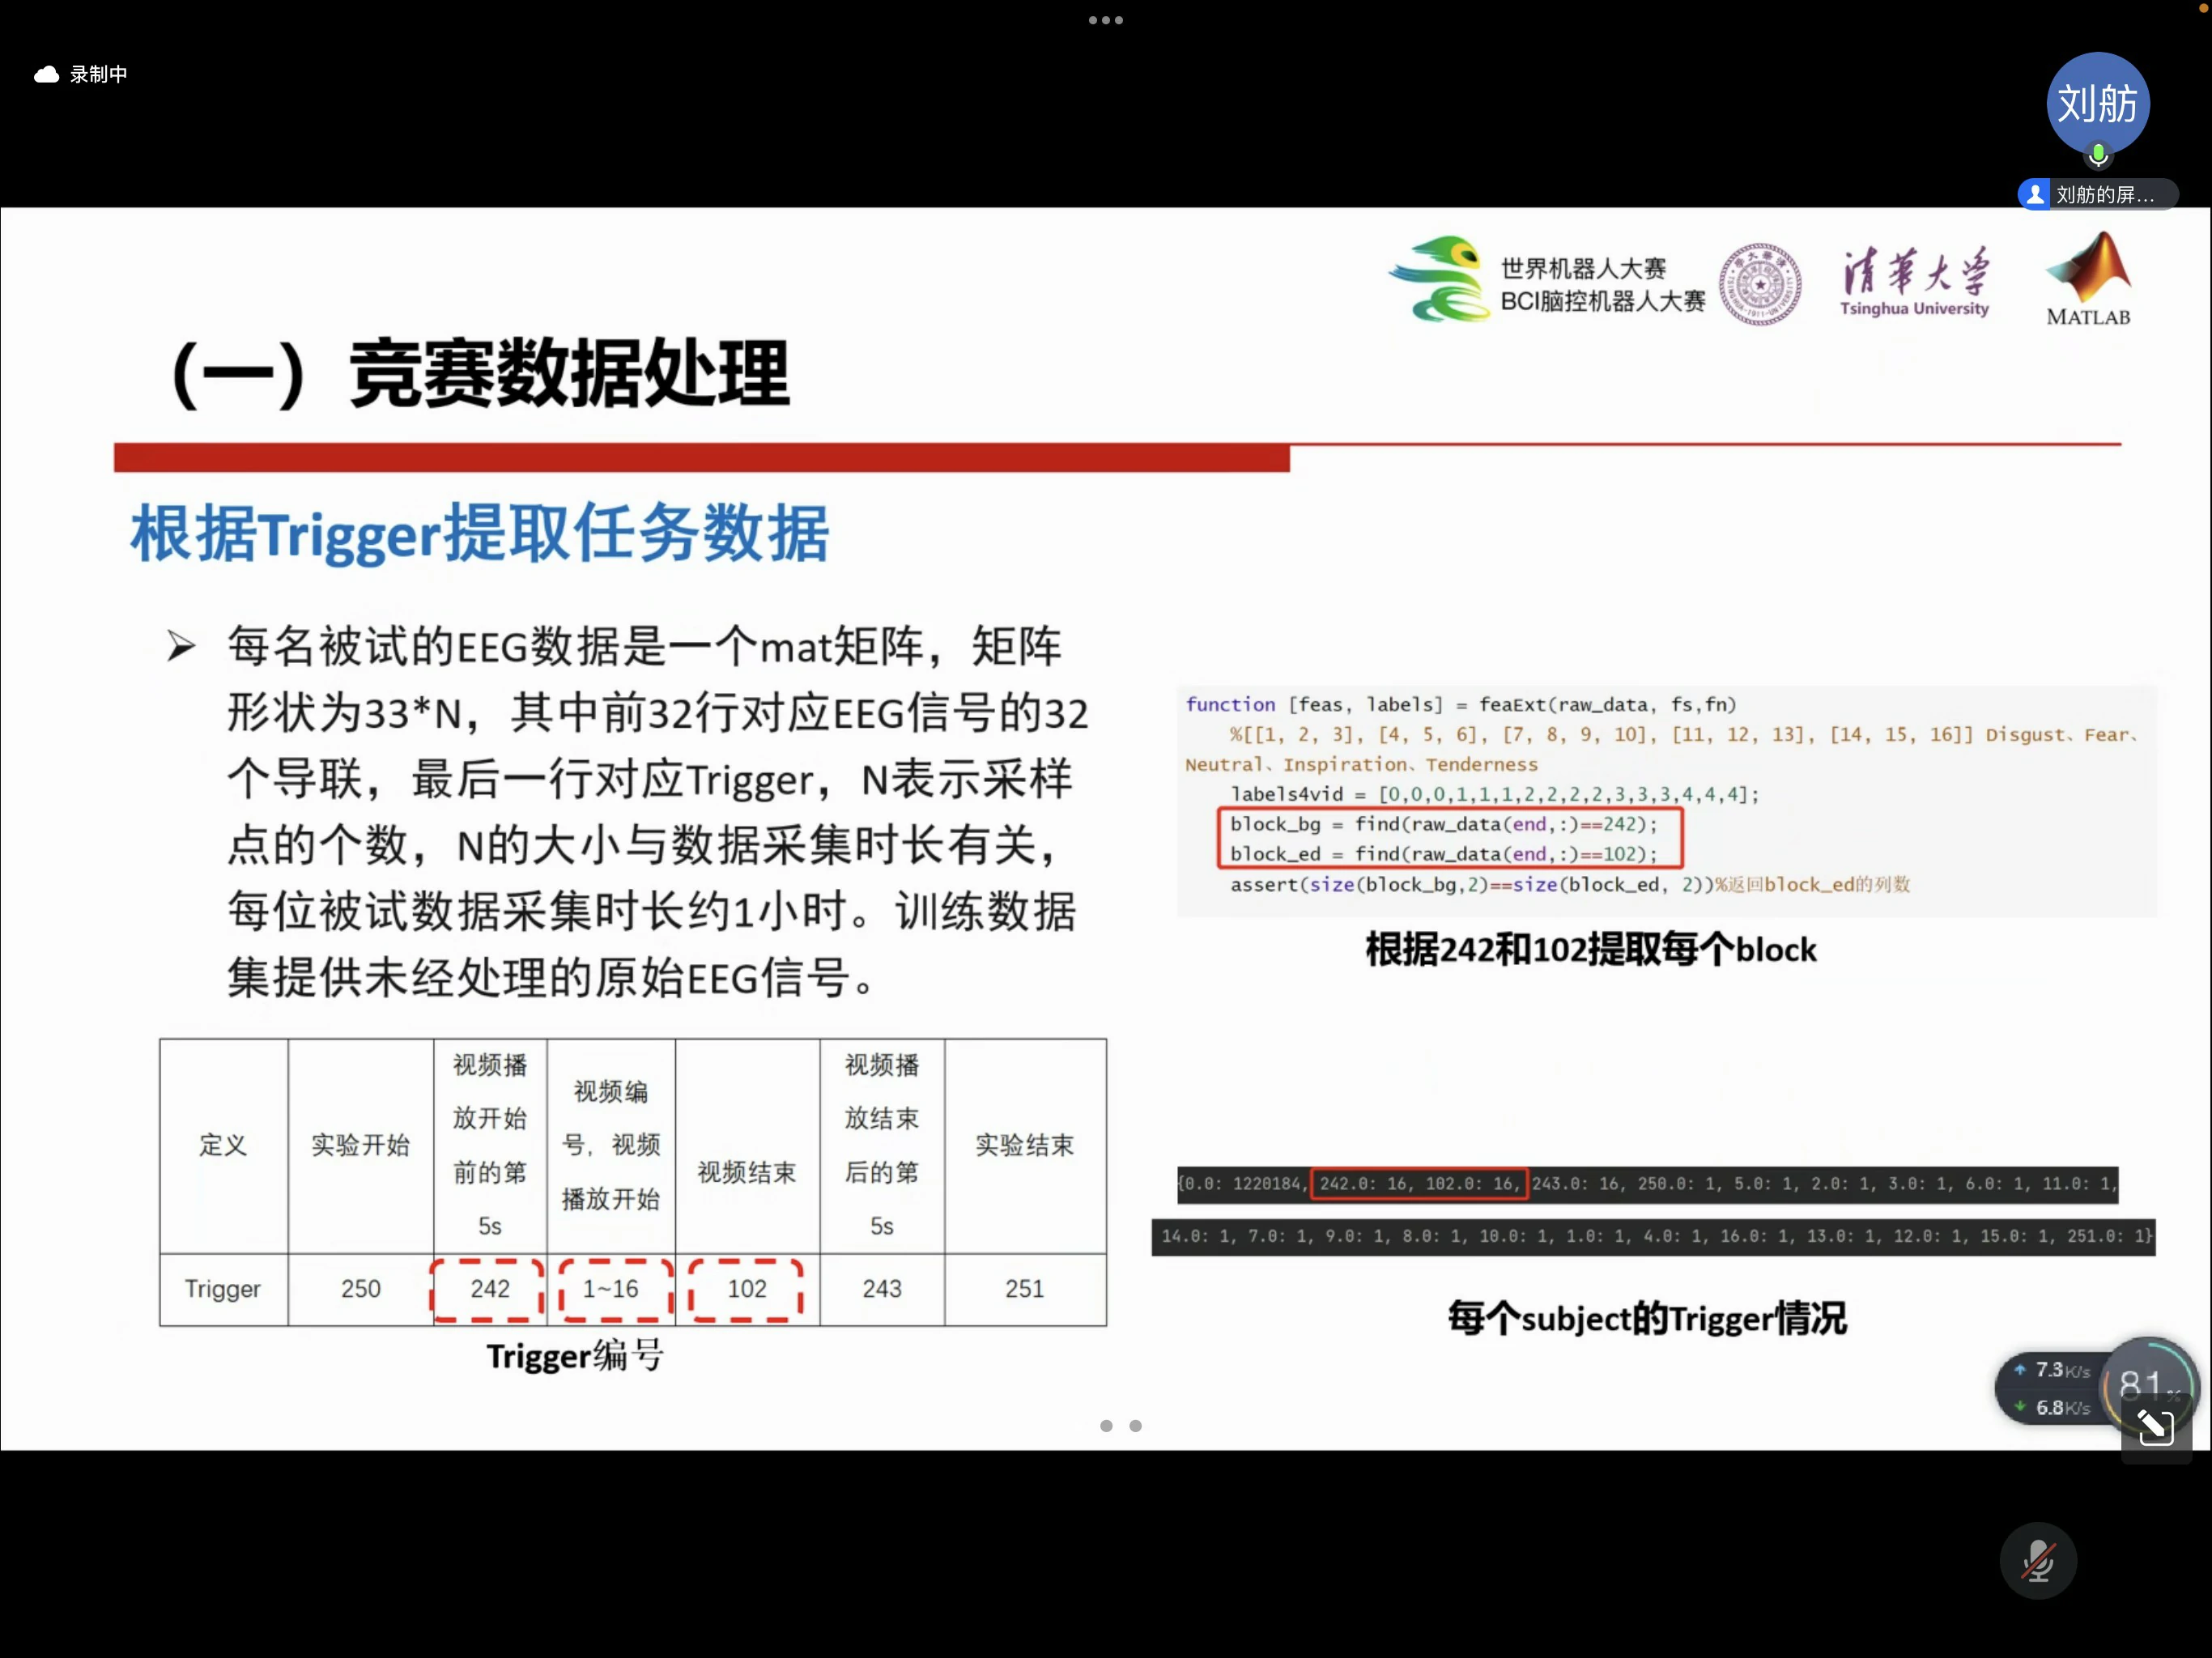 录制中
刘舫
刘舫的屏...
世界机器人大赛
BCI脑控机器人大赛
清华大学
Tsinghua University
MATLAB
（一）竞赛数据处理
根据Trigger提取任务数据
➢ 每名被试的EEG数据是一个mat矩阵，矩阵
形状为33*N，其中前32行对应EEG信号的32
个导联，最后一行对应Trigger，N表示采样
点的个数，N的大小与数据采集时长有关，
每位被试数据采集时长约1小时。训练数据
集提供未经处理的原始EEG信号。
function [feas, labels] = feaExt(raw_data, fs,fn)
%[[1, 2, 3], [4, 5, 6], [7, 8, 9, 10], [11, 12, 13], [14, 15, 16]] Disgust、Fear、
Neutral、Inspiration、Tenderness
labels4vid = [0,0,0,1,1,1,2,2,2,2,3,3,3,4,4,4];
block_bg = find(raw_data(end,:)==242);
block_ed = find(raw_data(end,:)==102);
assert(size(block_bg,2)==size(block_ed, 2))%返回block_ed的列数
根据242和102提取每个block
定义
实验开始
视频播
放开始
前的第
5s
视频编
号，视频
播放开始
视频结束
视频播
放结束
后的第
5s
实验结束
Trigger 250 242 1~16 102 243 251
Trigger编号
{0.0: 1220184, 242.0: 16, 102.0: 16, 243.0: 16, 250.0: 1, 5.0: 1, 2.0: 1, 3.0: 1, 6.0: 1, 11.0: 1,
14.0: 1, 7.0: 1, 9.0: 1, 8.0: 1, 10.0: 1, 1.0: 1, 4.0: 1, 16.0: 1, 13.0: 1, 12.0: 1, 15.0: 1, 251.0: 1}
每个subject的Trigger情况
7.3K/s
6.8K/s
81%